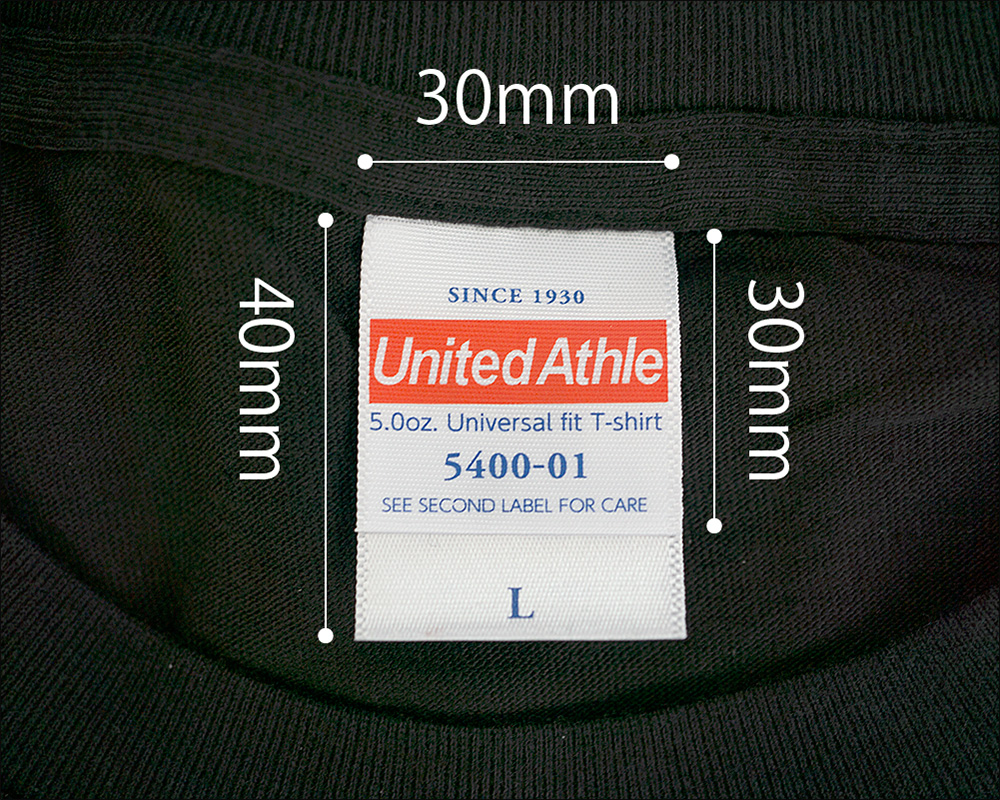 30mm
40mm
30mm
SINCE 1930
United Athle
5.0oz. Universal fit T-shirt
5400-01
SEE SECOND LABEL FOR CARE
L